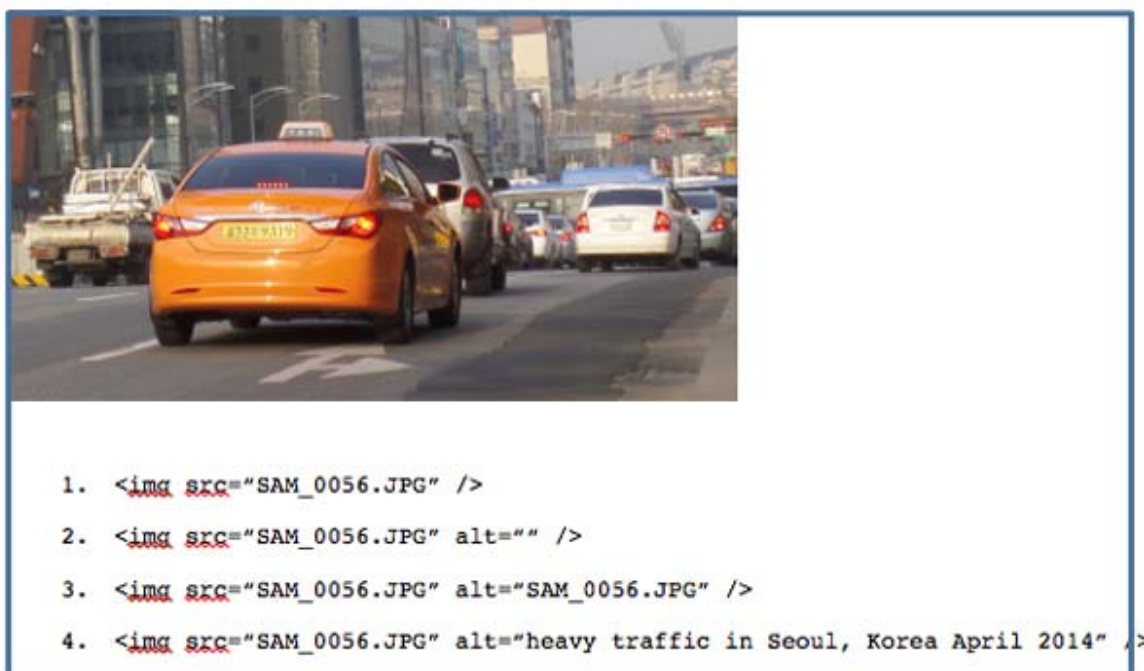 1. <img src="SAM_0056.JPG" />
2. <img src="SAM_0056.JPG" alt="" />
3. <img src="SAM_0056.JPG" alt="SAM_0056.JPG" />
4. <img src="SAM_0056.JPG" alt="heavy traffic in Seoul, Korea April 2014" />